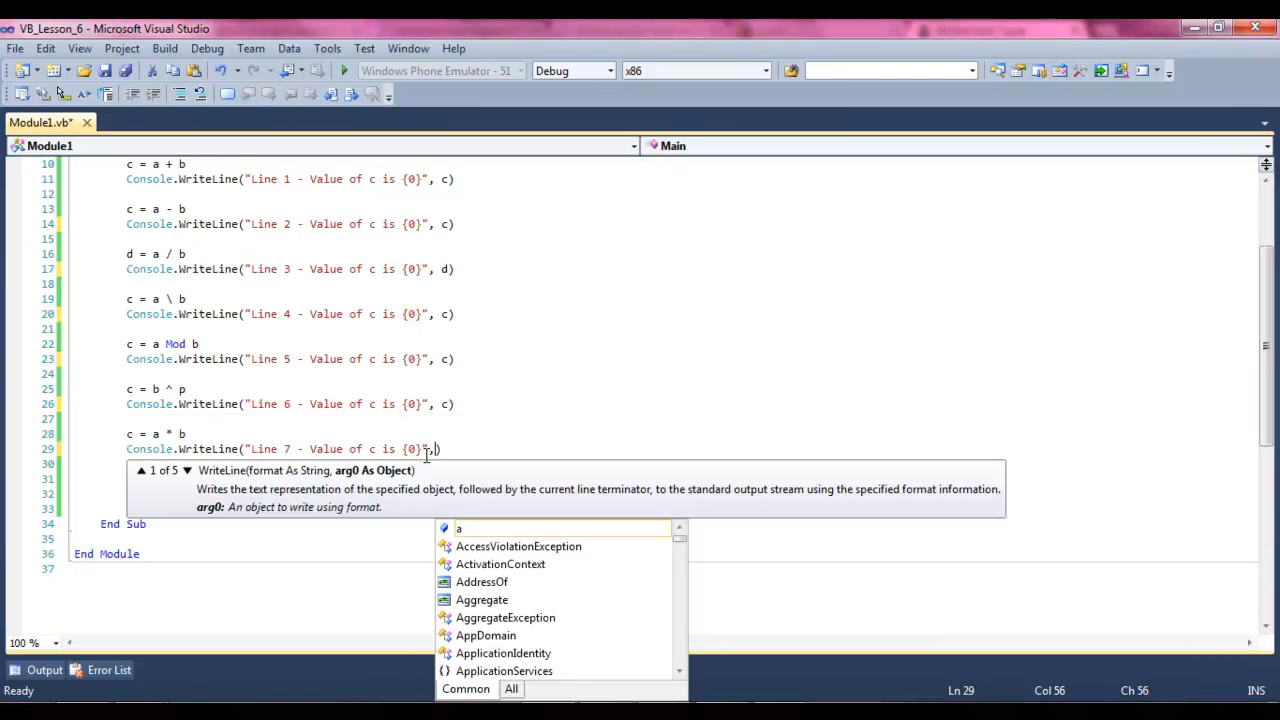 VB_Lesson_6 - Microsoft Visual Studio
File Edit View Project Build Debug Team Data Tools Test Window Help
Windows Phone Emulator - 51 Debug x86
Module1.vb*
Module1 Main
10 c = a + b
11 Console.WriteLine("Line 1 - Value of c is {0}", c)
12
13 c = a - b
14 Console.WriteLine("Line 2 - Value of c is {0}", c)
15
16 d = a / b
17 Console.WriteLine("Line 3 - Value of c is {0}", d)
18
19 c = a \ b
20 Console.WriteLine("Line 4 - Value of c is {0}", c)
21
22 c = a Mod b
23 Console.WriteLine("Line 5 - Value of c is {0}", c)
24
25 c = b ^ p
26 Console.WriteLine("Line 6 - Value of c is {0}", c)
27
28 c = a * b
29 Console.WriteLine("Line 7 - Value of c is {0}",)
30
1 of 5 WriteLine(format As String, arg0 As Object)
31
Writes the text representation of the specified object, followed by the current line terminator, to the standard output stream using the specified format information.
32
arg0: An object to write using format.
33
34 End Sub
a
35
AccessViolationException
36 End Module
ActivationContext
37
AddressOf
Aggregate
AggregateException
AppDomain
ApplicationIdentity
{} ApplicationServices
100 %
Common All
Output Error List
Ready Ln 29 Col 56 Ch 56 INS